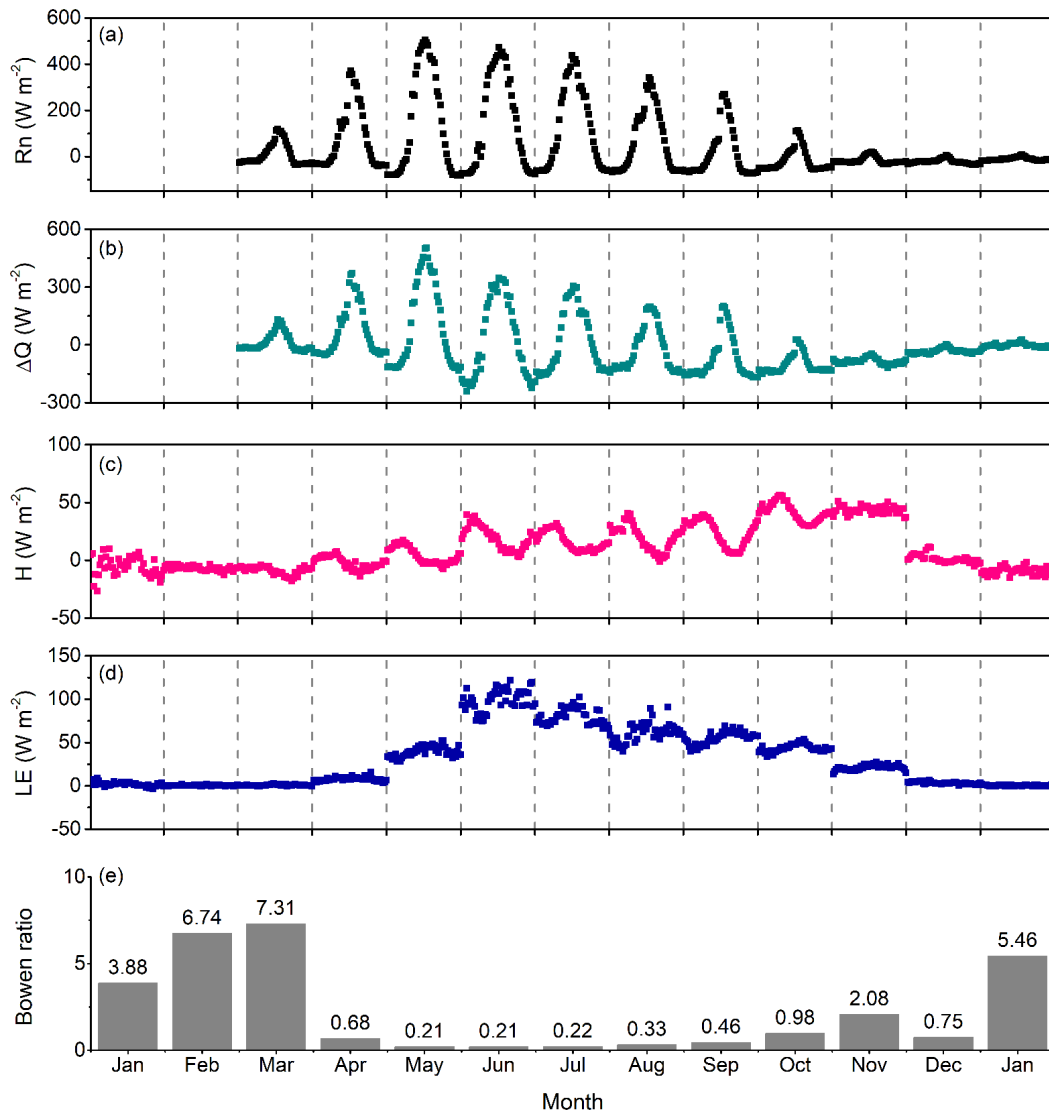 (a)
600
400
200
0
Rn (W m-2)
(b)
600
300
0
-300
ΔQ (W m-2)
(c)
100
50
0
-50
H (W m-2)
(d)
150
100
50
0
-50
LE (W m-2)
(e)
10
5
0
Bowen ratio
3.88 6.74 7.31 0.68 0.21 0.21 0.22 0.33 0.46 0.98 2.08 0.75 5.46
Jan Feb Mar Apr May Jun Jul Aug Sep Oct Nov Dec Jan
Month